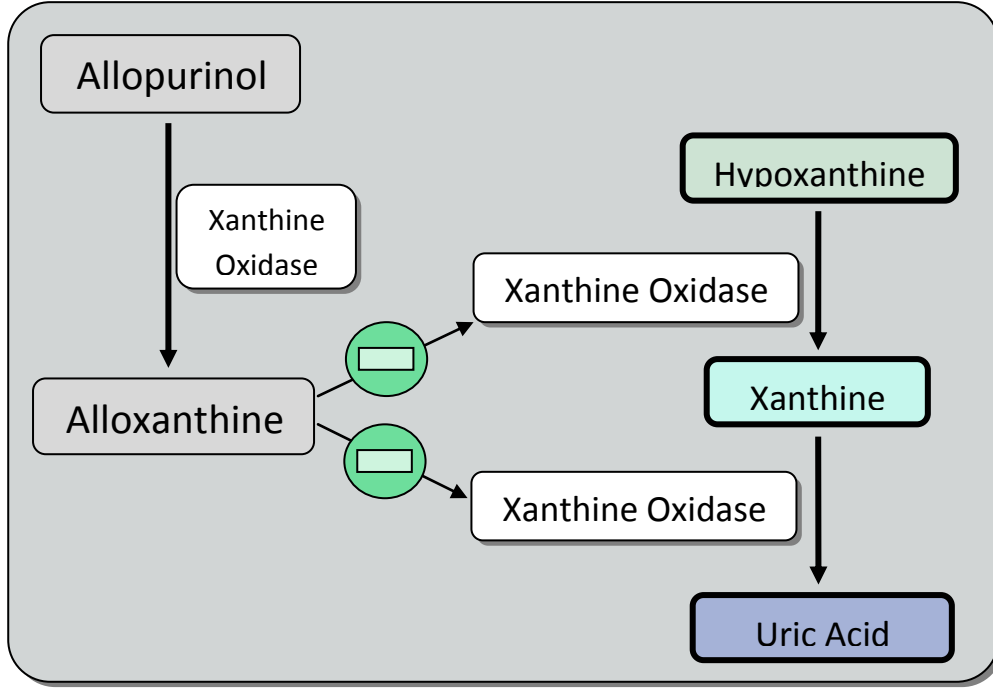 Allopurinol
Hypoxanthine
Xanthine
Oxidase
Xanthine Oxidase
Xanthine
Alloxanthine
Xanthine Oxidase
Uric Acid